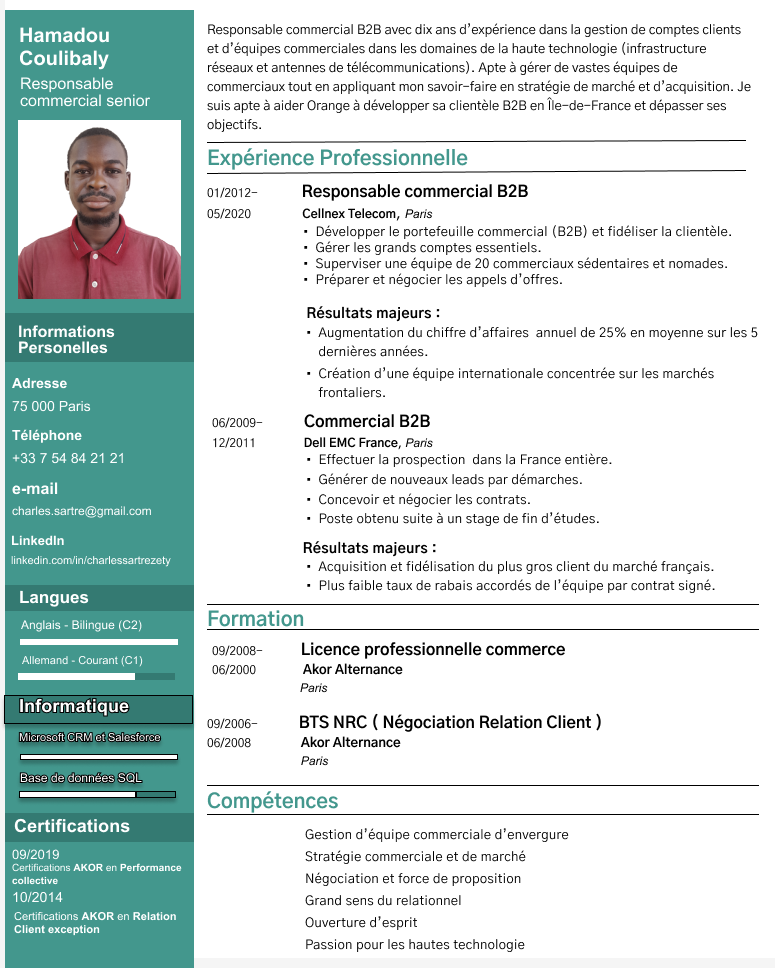 Hamadou
Coulibaly
Responsable
commercial senior
Informations
Personelles
Adresse
75 000 Paris
Téléphone
+33 7 54 84 21 21
e-mail
charles.sartre@gmail.com
LinkedIn
linkedin.com/in/charlessartrezety
Langues
Anglais - Bilingue (C2)
Allemand - Courant (C1)
Informatique
Microsoft CRM et Salesforce
Base de données SQL
Certifications
09/2019
Certifications AKOR en Performance
collective
10/2014
Certifications AKOR en Relation
Client exception
Responsable commercial B2B avec dix ans d’expérience dans la gestion de comptes clients
et d’équipes commerciales dans les domaines de la haute technologie (infrastructure
réseaux et antennes de télécommunications). Apte à gérer de vastes équipes de
commerciaux tout en appliquant mon savoir-faire en stratégie de marché et d’acquisition. Je
suis apte à aider Orange à développer sa clientèle B2B en Île-de-France et dépasser ses
objectifs.
Expérience Professionnelle
01/2012- Responsable commercial B2B
05/2020 Cellnex Telecom, Paris
▪ Développer le portefeuille commercial (B2B) et fidéliser la clientèle.
▪ Gérer les grands comptes essentiels.
▪ Superviser une équipe de 20 commerciaux sédentaires et nomades.
▪ Préparer et négocier les appels d’offres.
Résultats majeurs :
▪ Augmentation du chiffre d’affaires annuel de 25% en moyenne sur les 5
dernières années.
▪ Création d’une équipe internationale concentrée sur les marchés
frontaliers.
06/2009- Commercial B2B
12/2011 Dell EMC France, Paris
▪ Effectuer la prospection dans la France entière.
▪ Générer de nouveaux leads par démarches.
▪ Concevoir et négocier les contrats.
▪ Poste obtenu suite à un stage de fin d’études.
Résultats majeurs :
▪ Acquisition et fidélisation du plus gros client du marché français.
▪ Plus faible taux de rabais accordés de l’équipe par contrat signé.
Formation
09/2008- Licence professionnelle commerce
06/2000 Akor Alternance
Paris
09/2006- BTS NRC ( Négociation Relation Client )
06/2008 Akor Alternance
Paris
Compétences
Gestion d’équipe commerciale d’envergure
Stratégie commerciale et de marché
Négociation et force de proposition
Grand sens du relationnel
Ouverture d’esprit
Passion pour les hautes technologie